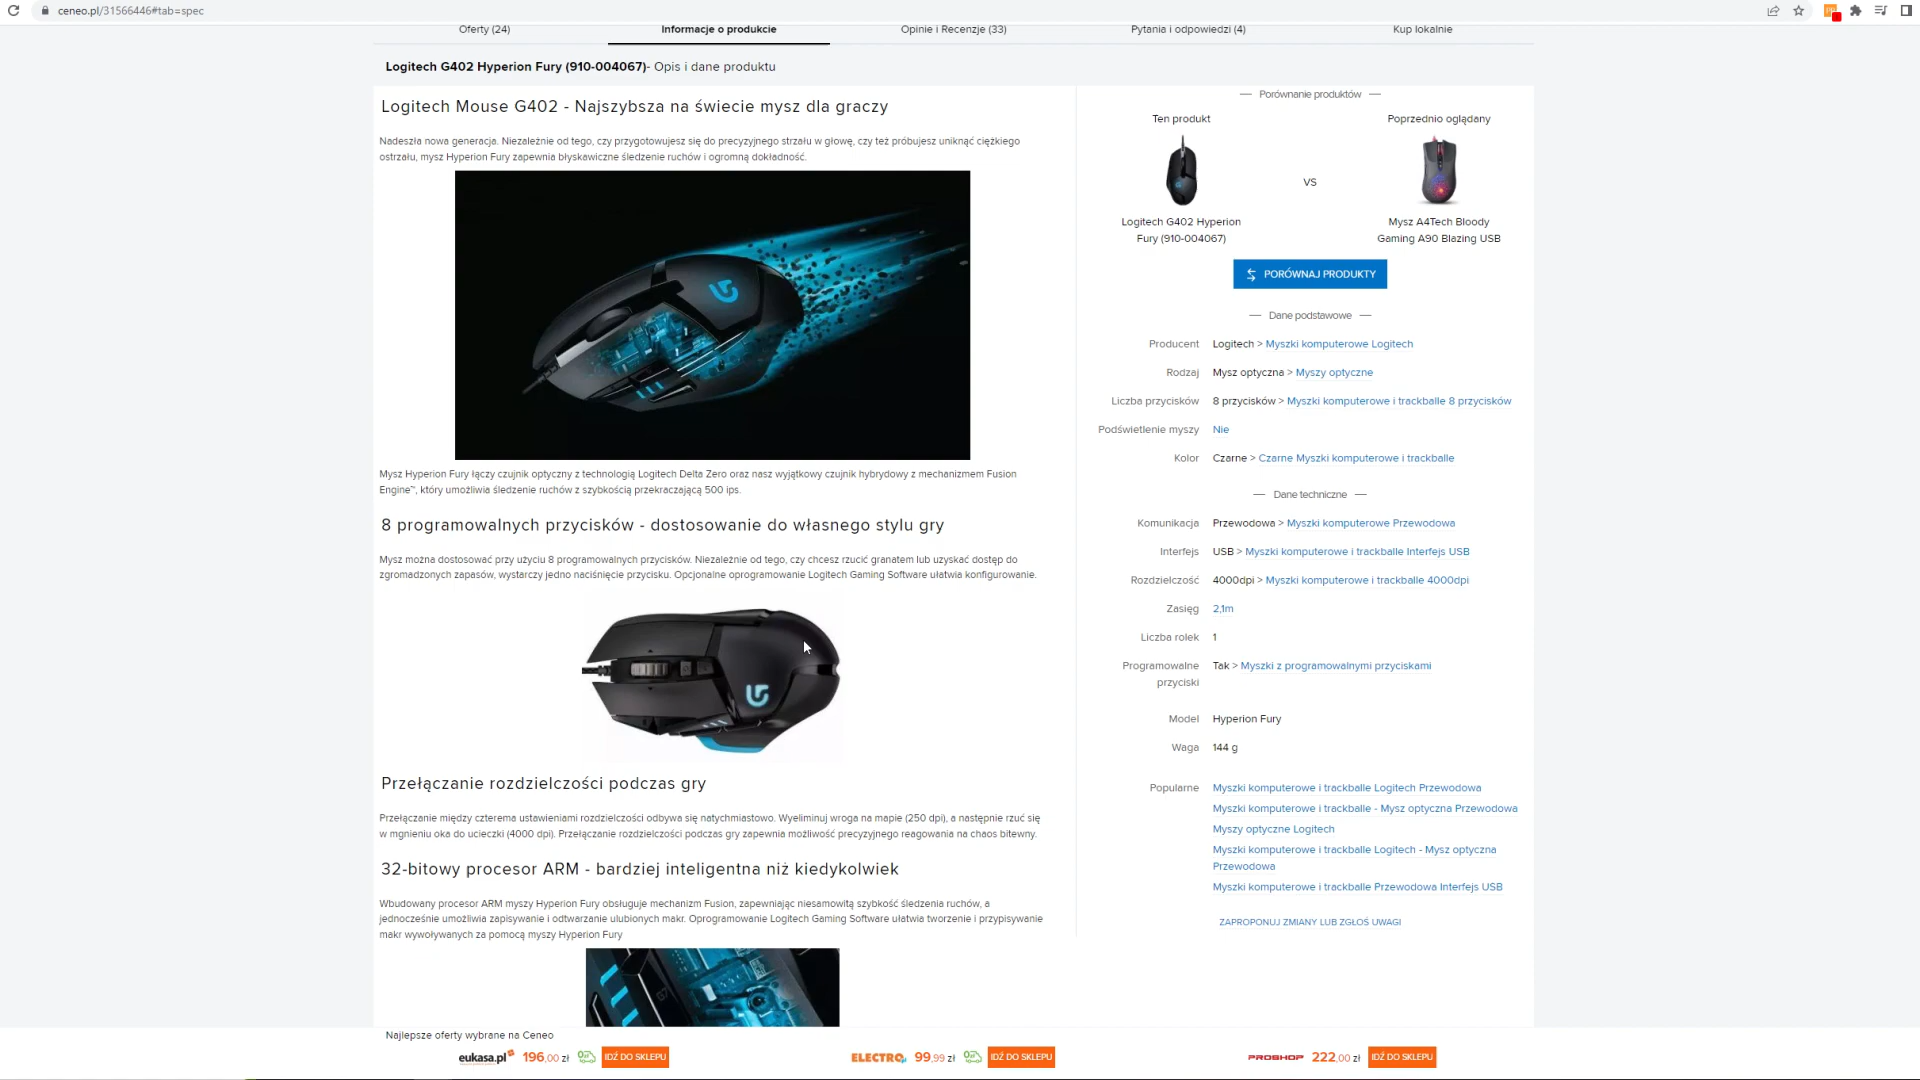 ceneo.pl/31566446#tab=spec
Oferty (24)
Informacje o produkcie
Opinie i Recenzje (33)
Pytania i odpowiedzi (4)
Kup lokalnie
Logitech G402 Hyperion Fury (910-004067)- Opis i dane produktu
Logitech Mouse G402 - Najszybsza na świecie mysz dla graczy
Nadeszła nowa generacja. Niezależnie od tego, czy przygotowujesz się do precyzyjnego strzału w głowę, czy też próbujesz uniknąć ciężkiego
ostrzału, mysz Hyperion Fury zapewnia błyskawiczne śledzenie ruchów i ogromną dokładność.
Mysz Hyperion Fury łączy czujnik optyczny z technologią Logitech Delta Zero oraz nasz wyjątkowy czujnik hybrydowy z mechanizmem Fusion
Engine™, który umożliwia śledzenie ruchów z szybkością przekraczającą 500 ips.
8 programowalnych przycisków - dostosowanie do własnego stylu gry
Mysz można dostosować przy użyciu 8 programowalnych przycisków. Niezależnie od tego, czy chcesz rzucić granatem lub uzyskać dostęp do
zgromadzonych zapasów, wystarczy jedno naciśnięcie przycisku. Opcjonalne oprogramowanie Logitech Gaming Software ułatwia konfigurowanie.
Przełączanie rozdzielczości podczas gry
Przełączanie między czterema ustawieniami rozdzielczości odbywa się natychmiastowo. Wyeliminuj wroga na mapie (250 dpi), a następnie rzuć się
w mgnieniu oka do ucieczki (4000 dpi). Przełączanie rozdzielczości podczas gry zapewnia możliwość precyzyjnego reagowania na chaos bitewny.
32-bitowy procesor ARM - bardziej inteligentna niż kiedykolwiek
Wbudowany procesor ARM myszy Hyperion Fury obsługuje mechanizm Fusion, zapewniając niesamowitą szybkość śledzenia ruchów, a
jednocześnie umożliwia zapisywanie i odtwarzanie ulubionych makr. Oprogramowanie Logitech Gaming Software ułatwia tworzenie i przypisywanie
makr wywoływanych za pomocą myszy Hyperion Fury
Porównanie produktów
Ten produkt
Poprzednio oglądany
VS
Logitech G402 Hyperion
Fury (910-004067)
Mysz A4Tech Bloody
Gaming A90 Blazing USB
PORÓWNAJ PRODUKTY
Dane podstawowe
Producent Logitech > Myszki komputerowe Logitech
Rodzaj Mysz optyczna > Myszy optyczne
Liczba przycisków 8 przycisków > Myszki komputerowe i trackballe 8 przycisków
Podświetlenie myszy Nie
Kolor Czarne > Czarne Myszki komputerowe i trackballe
Dane techniczne
Komunikacja Przewodowa > Myszki komputerowe Przewodowa
Interfejs USB > Myszki komputerowe i trackballe Interfejs USB
Rozdzielczość 4000dpi > Myszki komputerowe i trackballe 4000dpi
Zasięg 2,1m
Liczba rolek 1
Programowalne Tak > Myszki z programowalnymi przyciskami
przyciski
Model Hyperion Fury
Waga 144 g
Popularne Myszki komputerowe i trackballe Logitech Przewodowa
Myszki komputerowe i trackballe - Mysz optyczna Przewodowa
Myszy optyczne Logitech
Myszki komputerowe i trackballe Logitech - Mysz optyczna
Przewodowa
Myszki komputerowe i trackballe Przewodowa Interfejs USB
ZAPROPONUJ ZMIANY LUB ZGŁOŚ UWAGI
Najlepsze oferty wybrane na Ceneo
eukasa.pl 196,00 zł IDŹ DO SKLEPU
ELECTRO 99,99 zł IDŹ DO SKLEPU
PROSHOP 222,00 zł IDŹ DO SKLEPU